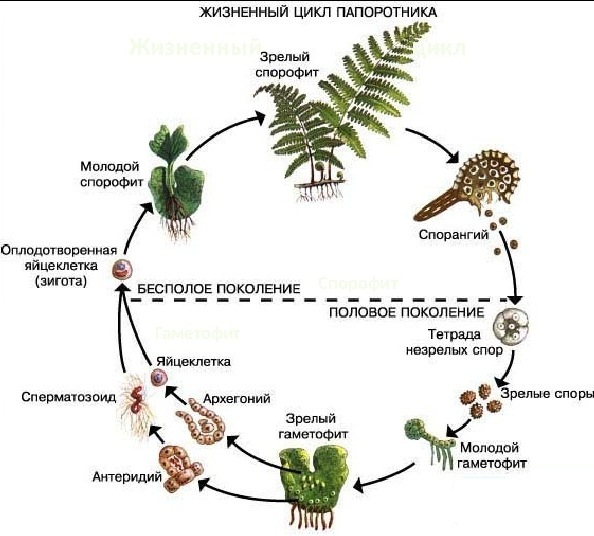 ЖИЗНЕННЫЙ ЦИКЛ ПАПОРОТНИКА
Жизненный цикл
Зрелый
спорофит
Молодой
спорофит
Спорангий
Оплодотворенная
яйцеклетка
(зигота)
БЕСПОЛОЕ ПОКОЛЕНИЕ
Спорофит
ПОЛОВОЕ ПОКОЛЕНИЕ
Гаметофит
Тетрада
незрелых спор
Яйцеклетка
Сперматозоид
Архегоний
Зрелые споры
Зрелый
гаметофит
Молодой
гаметофит
Антеридий